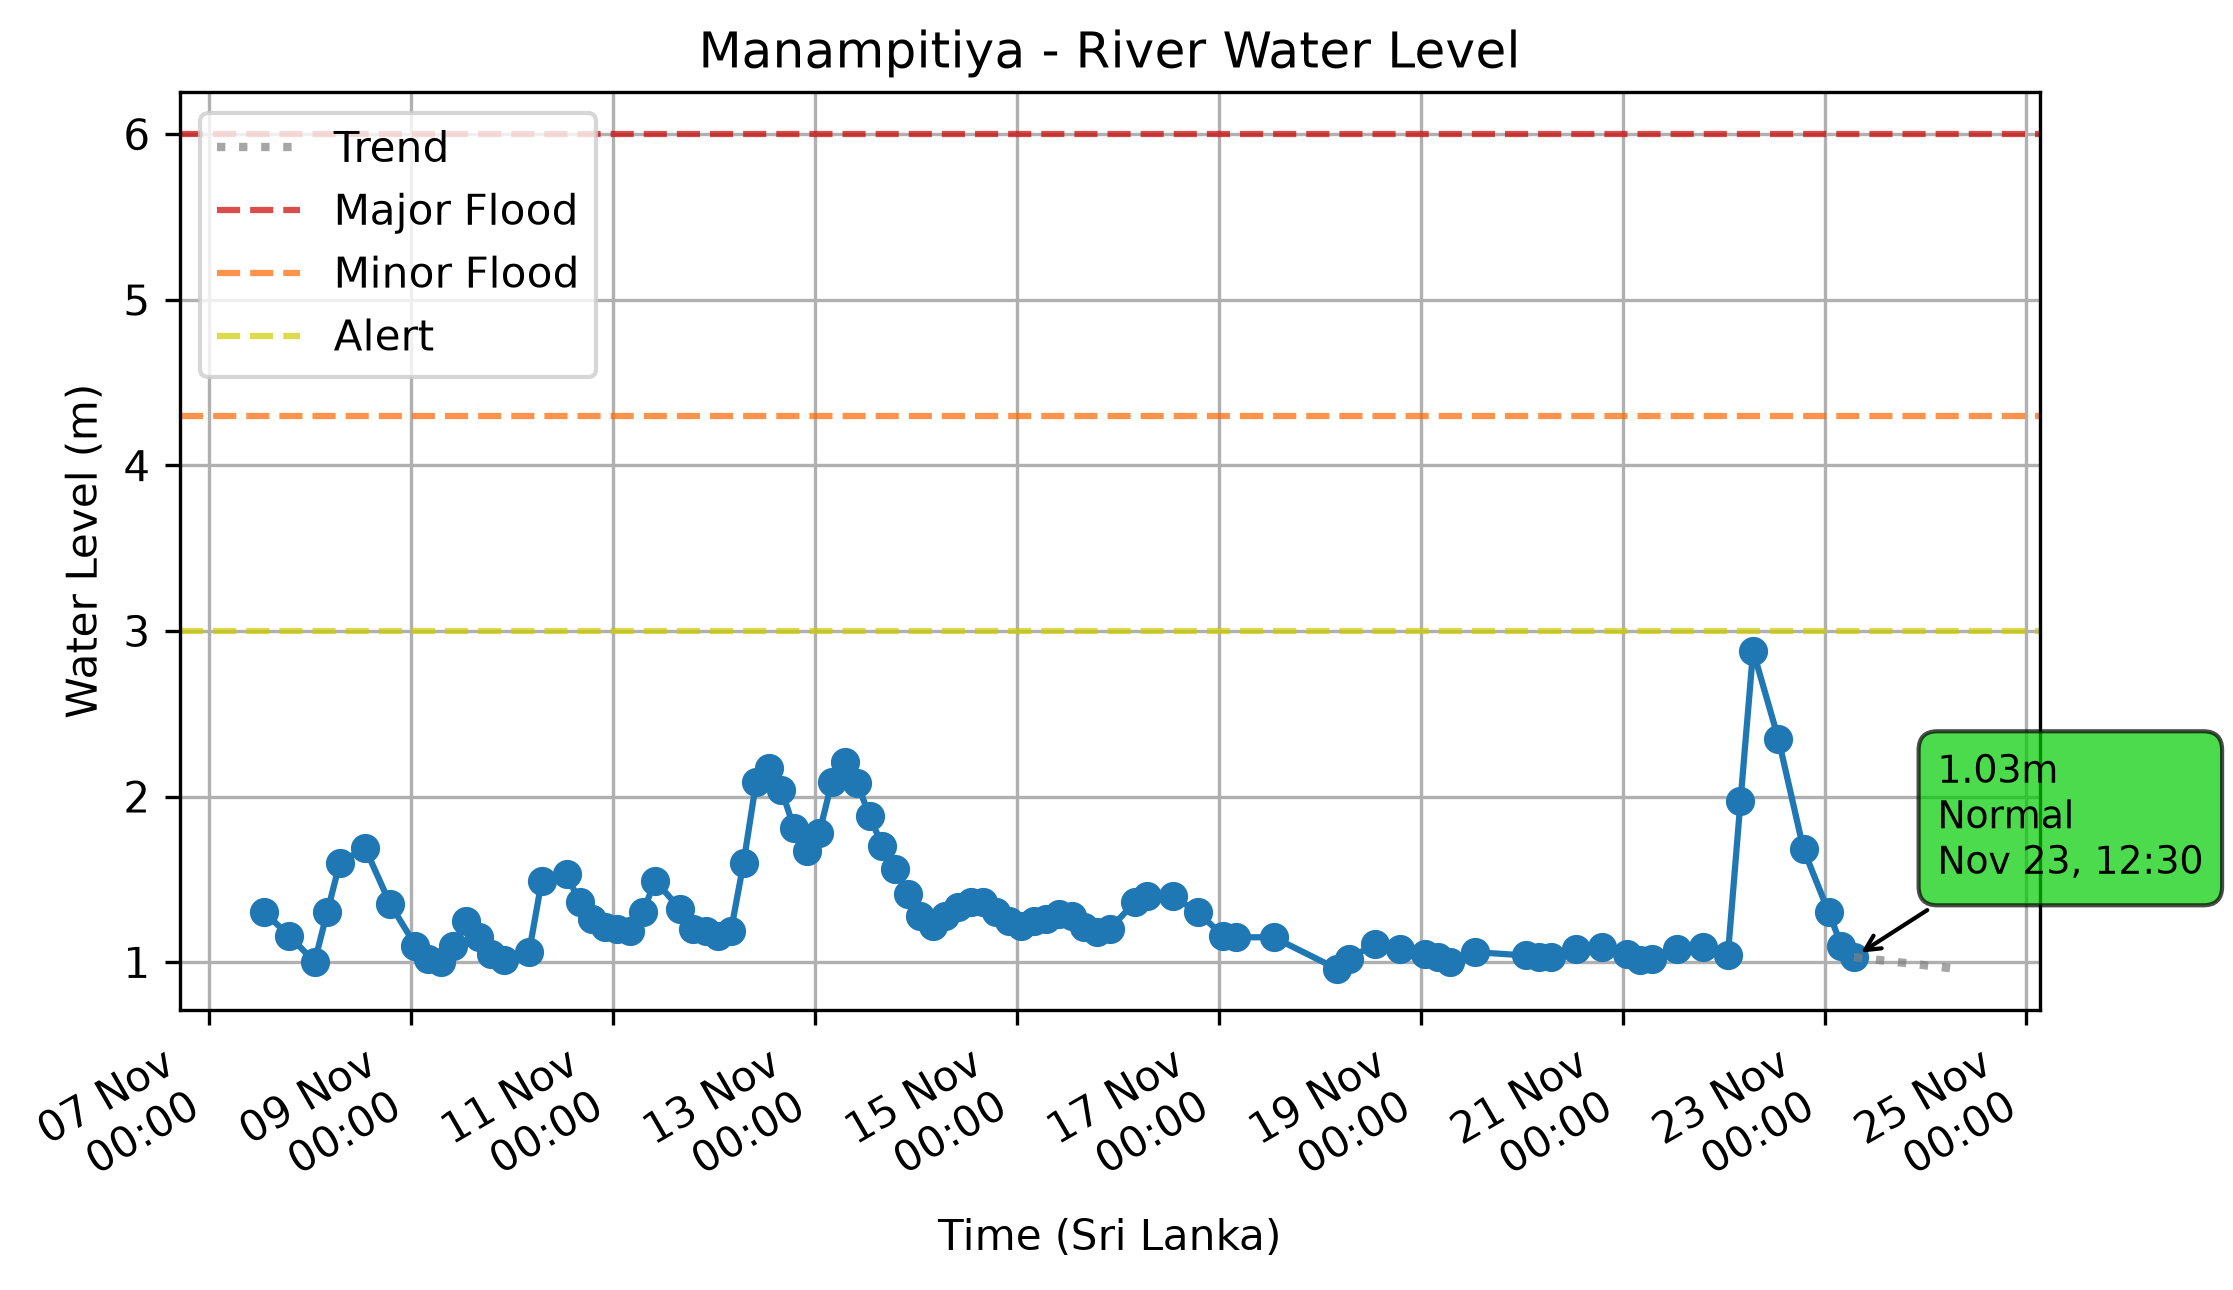 Manampitiya - River Water Level
Trend
Major Flood
Minor Flood
Alert
Water Level (m)
6
5
4
3
2
1
1.03m
Normal
Nov 23, 12:30
07 Nov
00:00
09 Nov
00:00
11 Nov
00:00
13 Nov
00:00
15 Nov
00:00
17 Nov
00:00
19 Nov
00:00
21 Nov
00:00
23 Nov
00:00
25 Nov
00:00
Time (Sri Lanka)